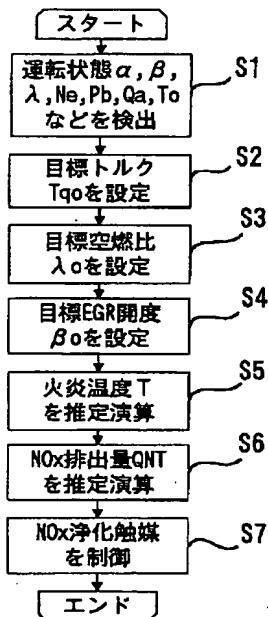 スタート
運転状態α,β,
λ,Ne,Pb,Qa,To
などを検出
S1
目標トルク
Tqoを設定
S2
目標空燃比
λoを設定
S3
目標EGR開度
βoを設定
S4
火炎温度T
を推定演算
S5
NOx排出量QNT
を推定演算
S6
NOx浄化触媒
を制御
S7
エンド